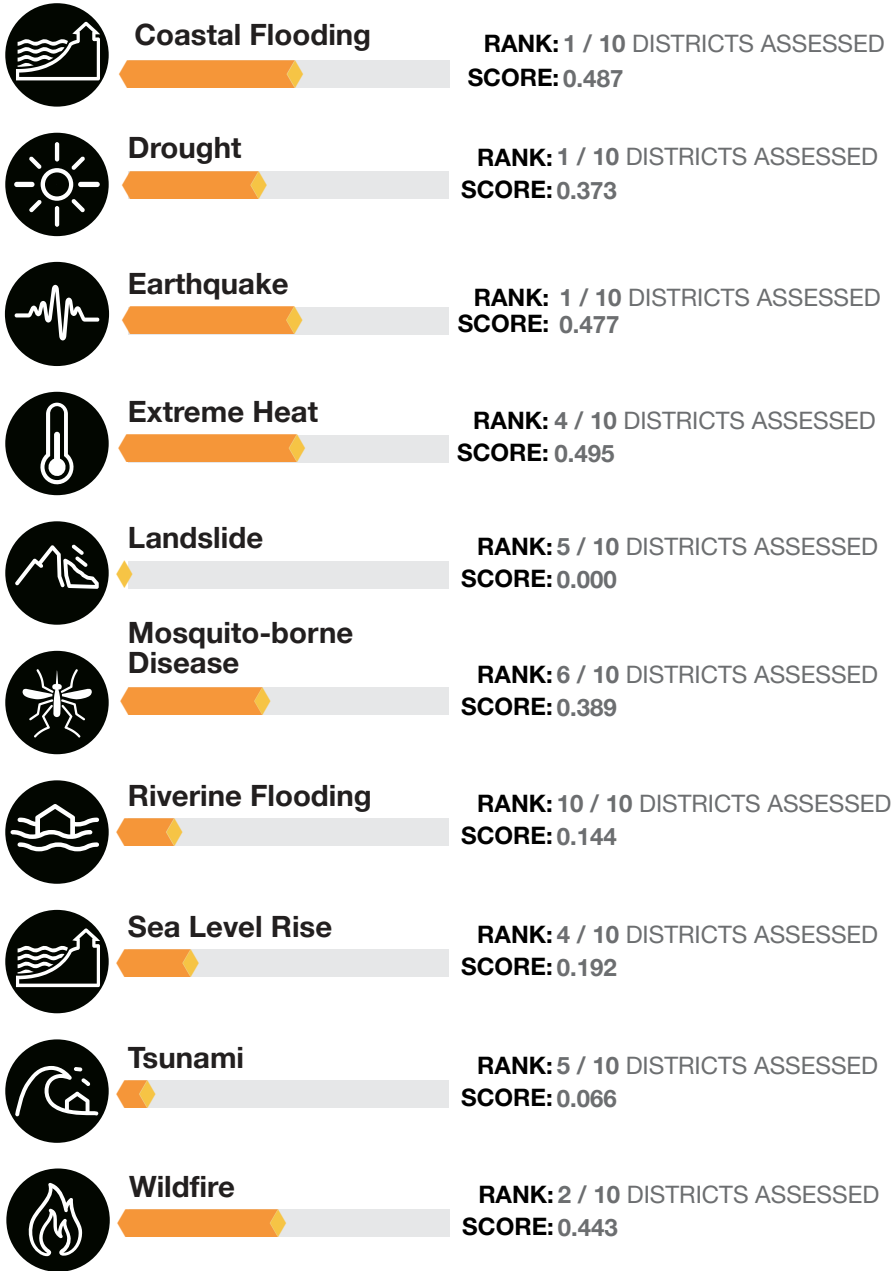 Coastal Flooding
RANK: 1 / 10 DISTRICTS ASSESSED
SCORE: 0.487
Drought
RANK: 1 / 10 DISTRICTS ASSESSED
SCORE: 0.373
Earthquake
RANK: 1 / 10 DISTRICTS ASSESSED
SCORE: 0.477
Extreme Heat
RANK: 4 / 10 DISTRICTS ASSESSED
SCORE: 0.495
Landslide
RANK: 5 / 10 DISTRICTS ASSESSED
SCORE: 0.000
Mosquito-borne
Disease
RANK: 6 / 10 DISTRICTS ASSESSED
SCORE: 0.389
Riverine Flooding
RANK: 10 / 10 DISTRICTS ASSESSED
SCORE: 0.144
Sea Level Rise
RANK: 4 / 10 DISTRICTS ASSESSED
SCORE: 0.192
Tsunami
RANK: 5 / 10 DISTRICTS ASSESSED
SCORE: 0.066
Wildfire
RANK: 2 / 10 DISTRICTS ASSESSED
SCORE: 0.443